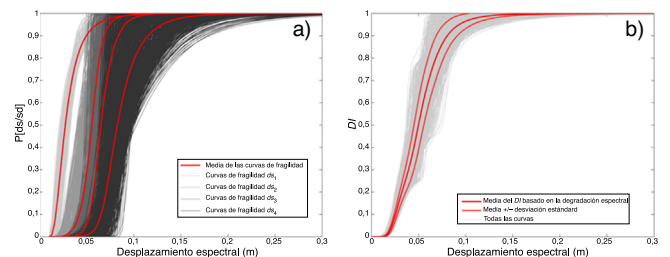 a)
1
0,9
0,8
0,7
0,6
0,5
0,4
0,3
0,2
0,1
0
P[ds/sd]
Media de las curvas de fragilidad
Curvas de fragilidad ds1
Curvas de fragilidad ds2
Curvas de fragilidad ds3
Curvas de fragilidad ds4
0 0,05 0,1 0,15 0,2 0,25 0,3
Desplazamiento espectral (m)
b)
1
0,9
0,8
0,7
0,6
0,5
0,4
0,3
0,2
0,1
0
DI
Media del DI basado en la degradación espectral
Media +/− desviación estándard
Todas las curvas
0 0,05 0,1 0,15 0,2 0,25 0,3
Desplazamiento espectral (m)